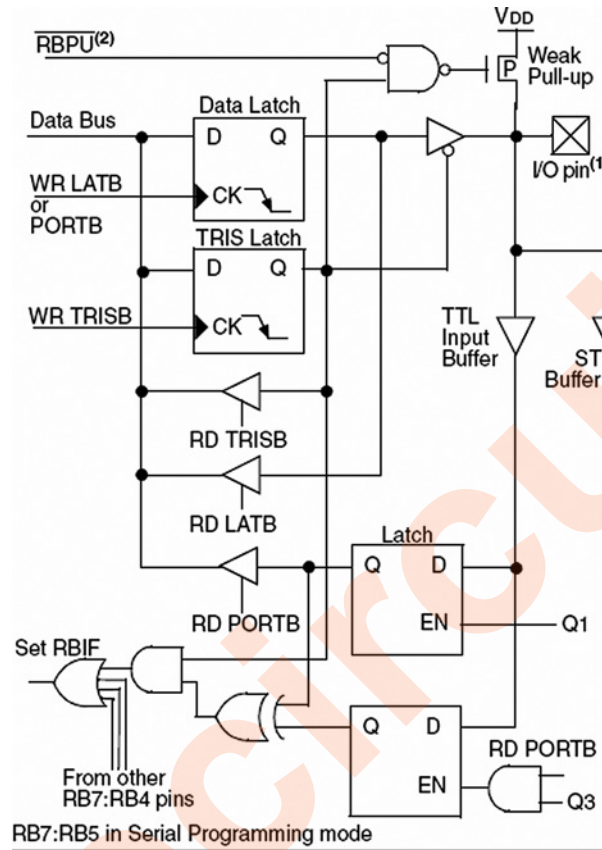 VDD
RBPU(2)
Weak
Pull-up
P
Data Latch
Data Bus
D Q
I/O pin(1
WR LATB
or
PORTB
CK
TRIS Latch
D Q
WR TRISB
CK
TTL
Input
Buffer
ST
Buffer
RD TRISB
RD LATB
Latch
Q D
EN
Q1
RD PORTB
Set RBIF
Q D
RD PORTB
EN
Q3
From other
RB7:RB4 pins
RB7:RB5 in Serial Programming mode